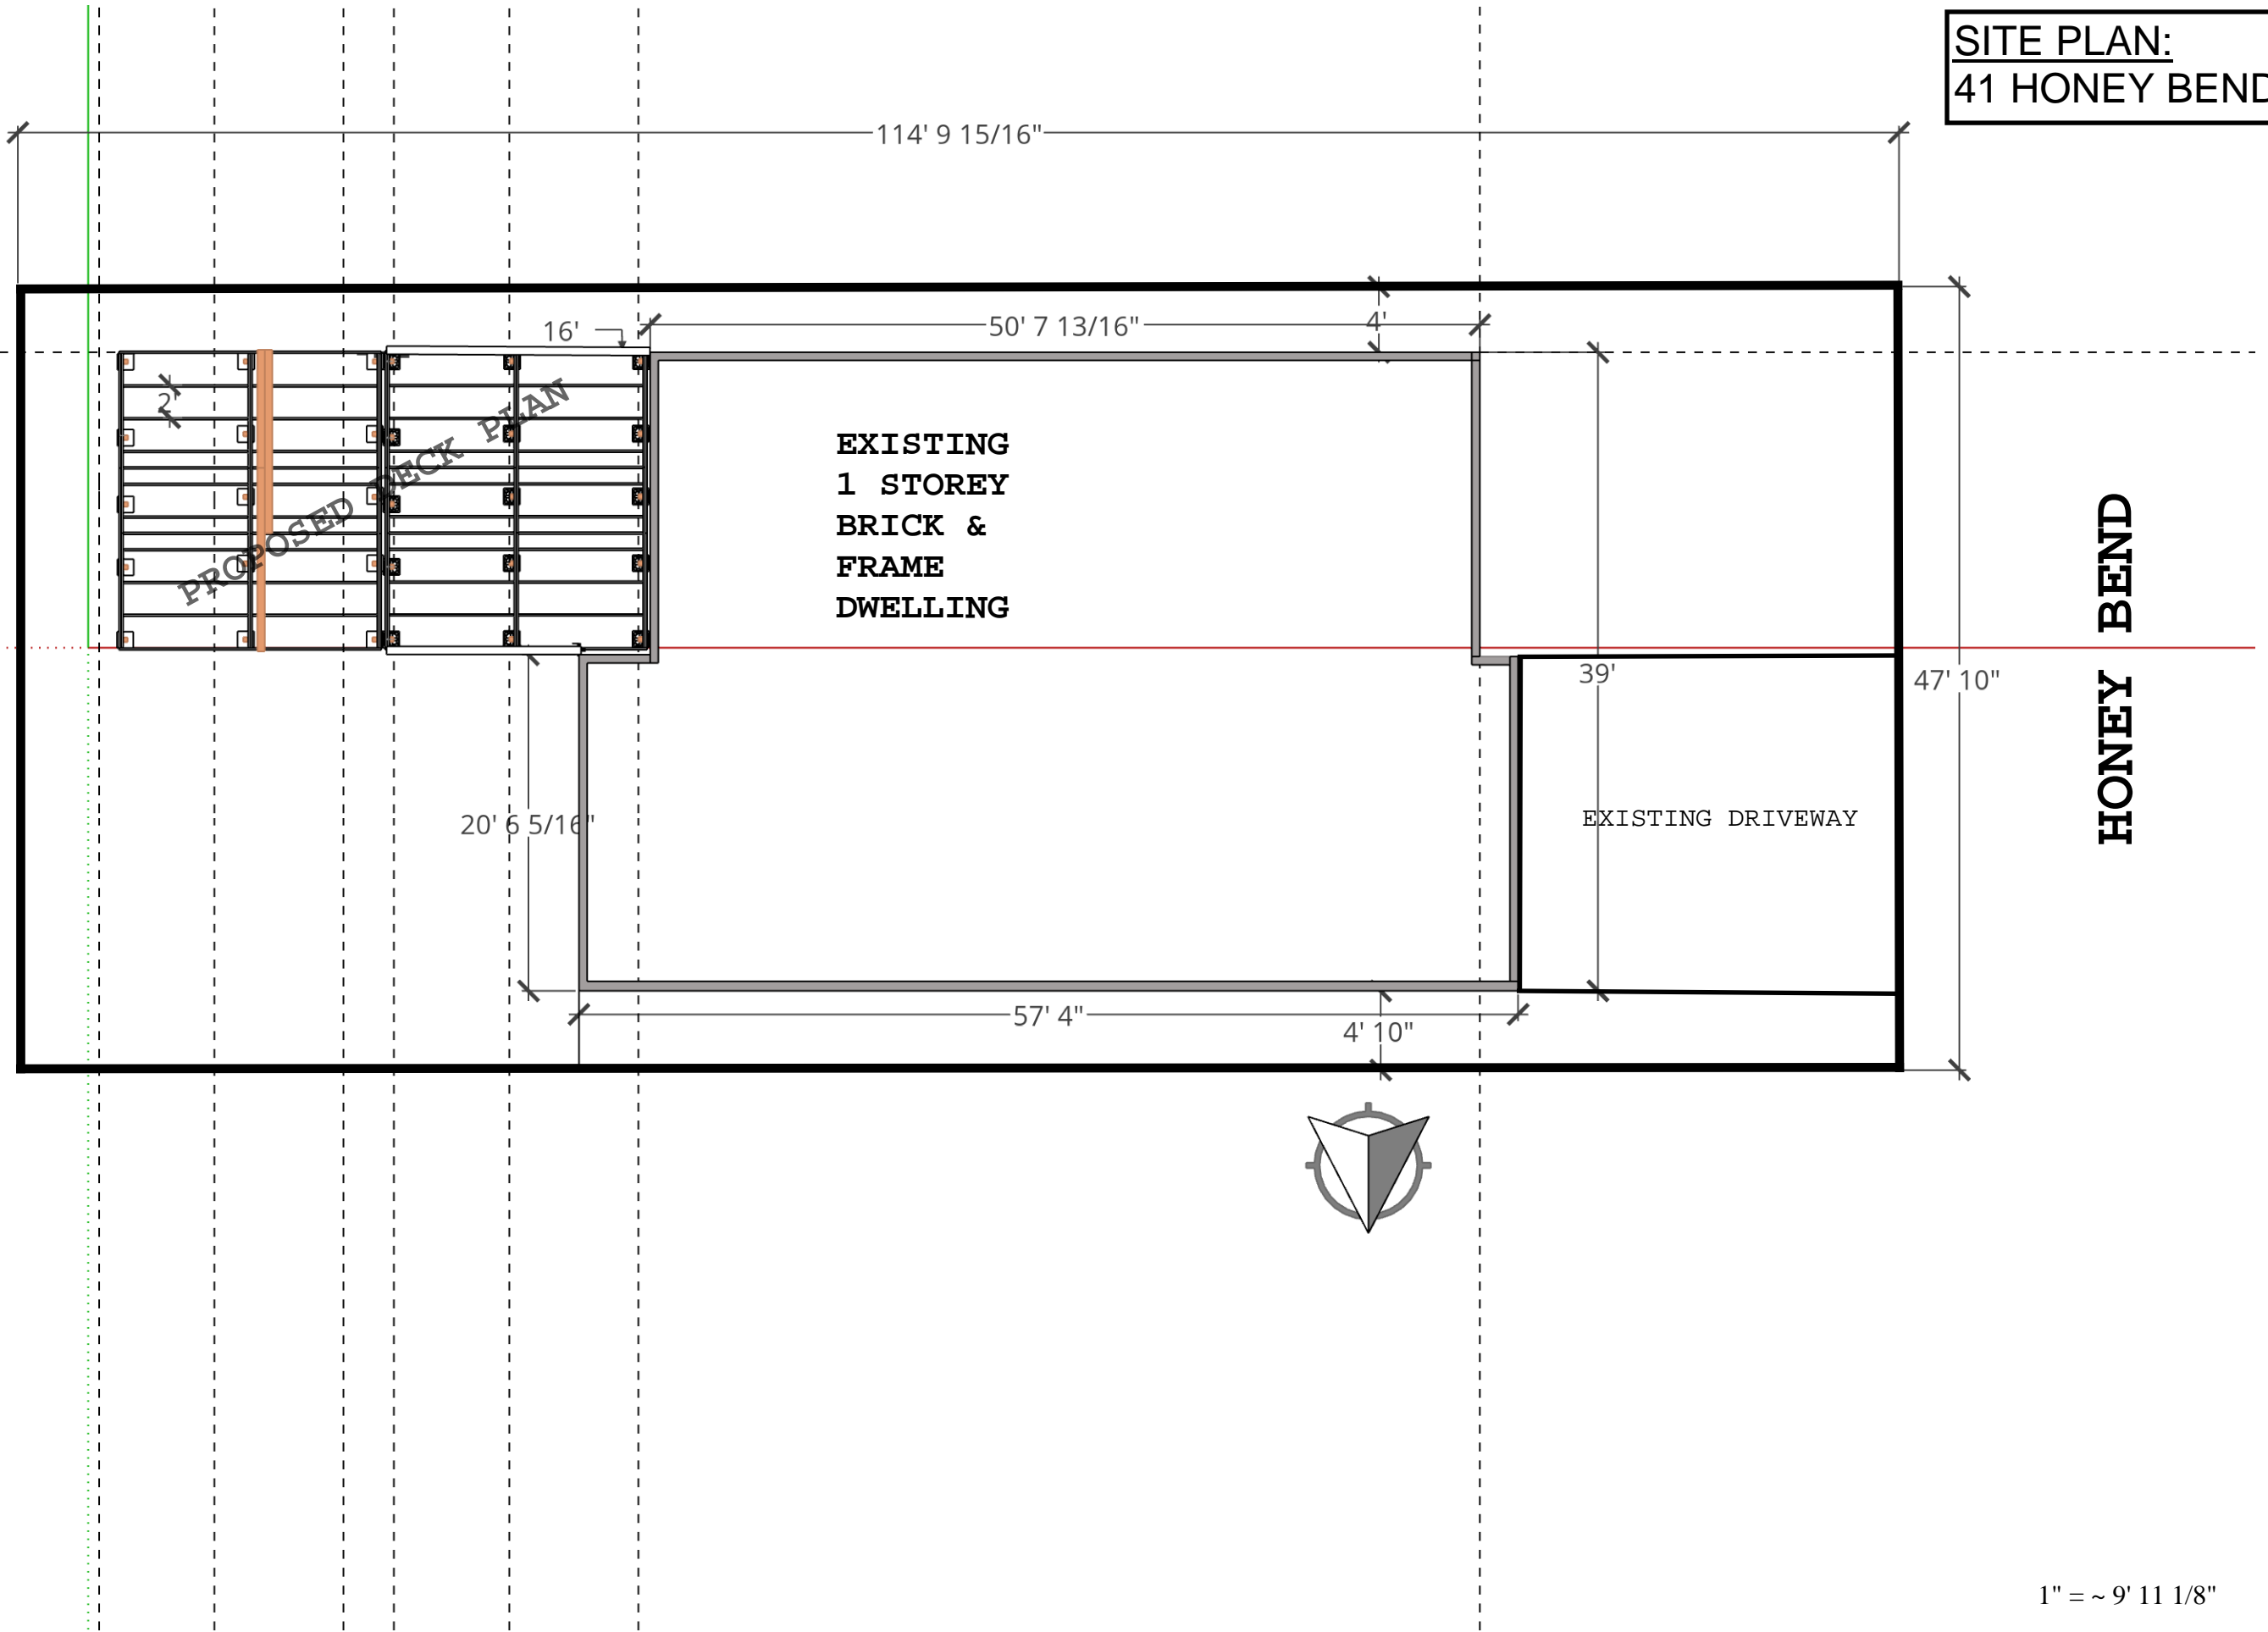 SITE PLAN:
41 HONEY BEND
114' 9 15/16"
16'
50' 7 13/16"
4'
2'
PROPOSED DECK PLAN
EXISTING
1 STOREY
BRICK &
FRAME
DWELLING
39'
47' 10"
HONEY BEND
20' 6 5/16"
EXISTING DRIVEWAY
57' 4"
4' 10"
1" = ~ 9' 11 1/8"